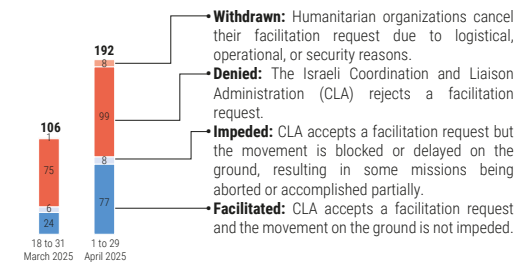 Withdrawn: Humanitarian organizations cancel
their facilitation request due to logistical,
operational, or security reasons.
Denied: The Israeli Coordination and Liaison
Administration (CLA) rejects a facilitation
request.
Impeded: CLA accepts a facilitation request but
the movement is blocked or delayed on the
ground, resulting in some missions being
aborted or accomplished partially.
Facilitated: CLA accepts a facilitation request
and the movement on the ground is not impeded.
106
1
75
6
24
18 to 31
March 2025
192
8
99
8
77
1 to 29
April 2025